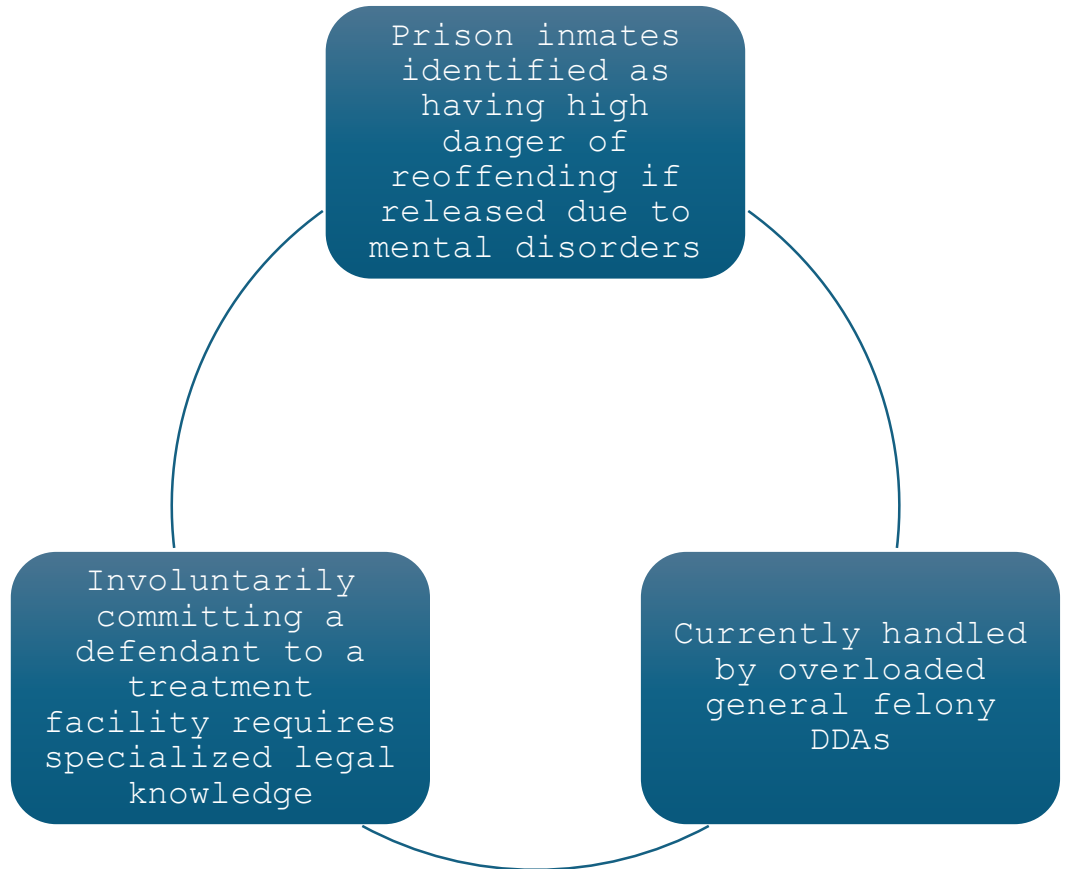 Prison inmates
identified as
having high
danger of
reoffending if
released due to
mental disorders
Currently handled
by overloaded
general felony
DDAs
Involuntarily
committing a
defendant to a
treatment
facility requires
specialized legal
knowledge